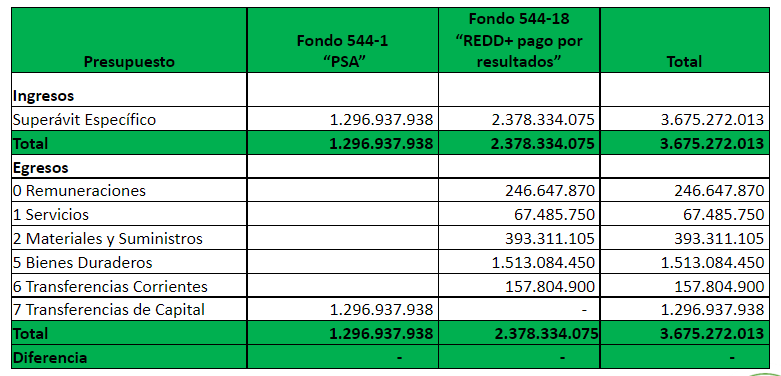 Presupuesto Fondo 544-1 “PSA” Fondo 544-18 “REDD+ pago por resultados” Total
Ingresos
Superávit Específico 1.296.937.938 2.378.334.075 3.675.272.013
Total 1.296.937.938 2.378.334.075 3.675.272.013
Egresos
0 Remuneraciones 246.647.870 246.647.870
1 Servicios 67.485.750 67.485.750
2 Materiales y Suministros 393.311.105 393.311.105
5 Bienes Duraderos 1.513.084.450 1.513.084.450
6 Transferencias Corrientes 157.804.900 157.804.900
7 Transferencias de Capital 1.296.937.938 - 1.296.937.938
Total 1.296.937.938 2.378.334.075 3.675.272.013
Diferencia - - -